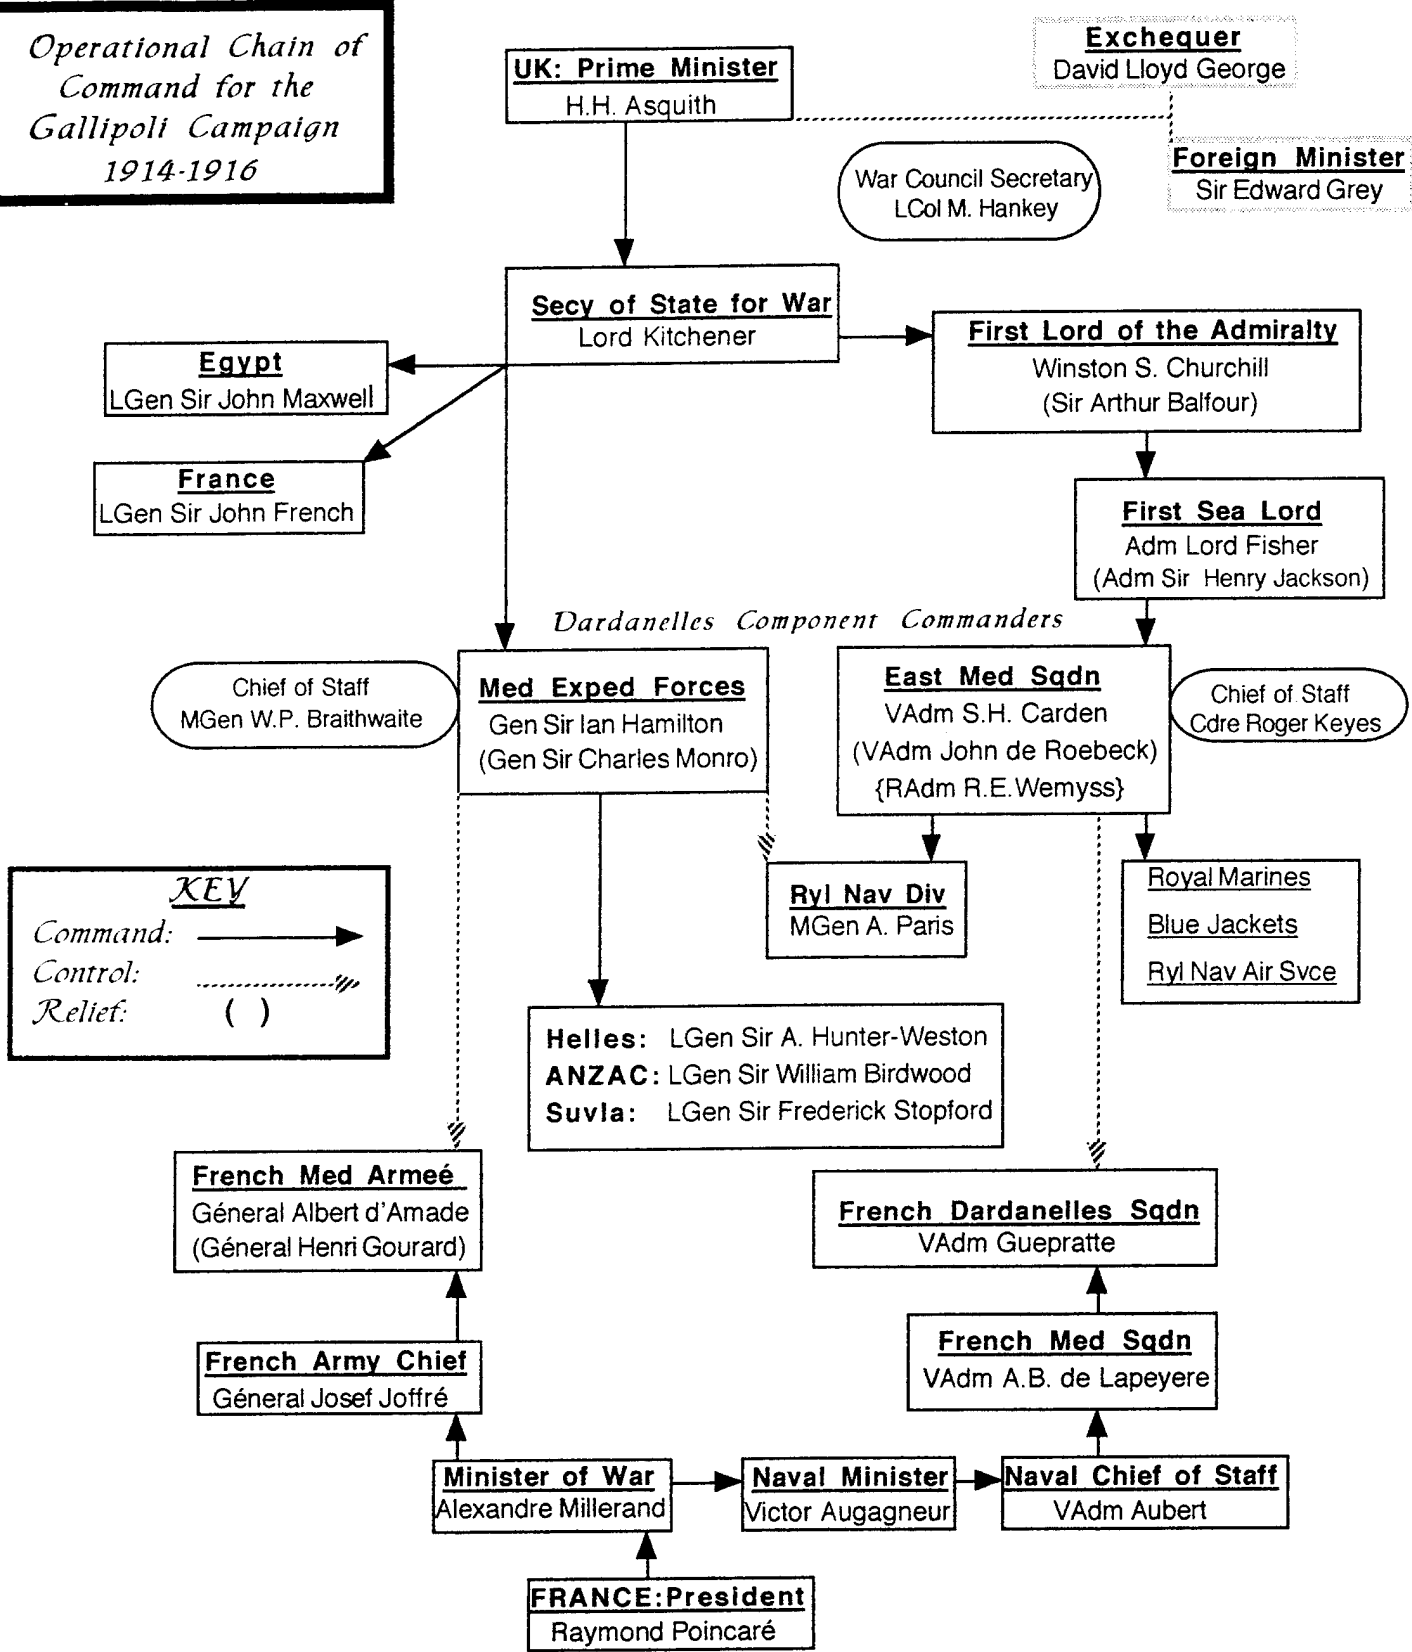 Operational Chain of
Command for the
Gallipoli Campaign
1914-1916
UK: Prime Minister
H.H. Asquith
Exchequer
David Lloyd George
Foreign Minister
Sir Edward Grey
War Council Secretary
LCol M. Hankey
Secy of State for War
Lord Kitchener
First Lord of the Admiralty
Winston S. Churchill
(Sir Arthur Balfour)
Egypt
LGen Sir John Maxwell
France
LGen Sir John French
First Sea Lord
Adm Lord Fisher
(Adm Sir Henry Jackson)
Dardanelles Component Commanders
Chief of Staff
MGen W.P. Braithwaite
Med Exped Forces
Gen Sir Ian Hamilton
(Gen Sir Charles Monro)
East Med Sqdn
VAdm S.H. Carden
(VAdm John de Roebeck)
{RAdm R.E.Wemyss}
Chief of Staff
Cdre Roger Keyes
Ryl Nav Div
MGen A. Paris
Royal Marines
Blue Jackets
Ryl Nav Air Svce
KEY
Command:
Control:
Relief: ( )
Helles: LGen Sir A. Hunter-Weston
ANZAC: LGen Sir William Birdwood
Suvla: LGen Sir Frederick Stopford
French Med Armeé
Géneral Albert d'Amade
(Géneral Henri Gourard)
French Dardanelles Sqdn
VAdm Guepratte
French Army Chief
Géneral Josef Joffré
French Med Sqdn
VAdm A.B. de Lapeyere
Minister of War
Alexandre Millerand
Naval Minister
Victor Augagneur
Naval Chief of Staff
VAdm Aubert
FRANCE:President
Raymond Poincaré